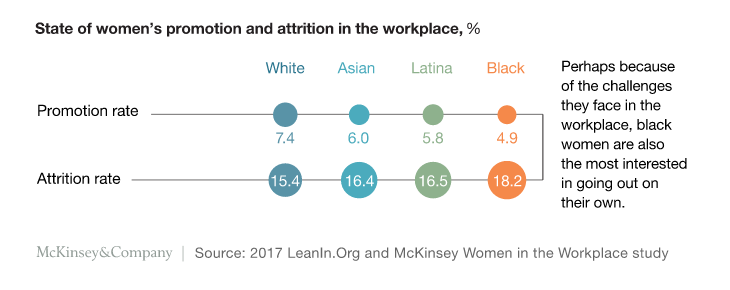 State of women's promotion and attrition in the workplace, %
White Asian Latina Black
Promotion rate
7.4 6.0 5.8 4.9
Attrition rate 15.4 16.4 16.5 18.2
Perhaps because
of the challenges
they face in the
workplace, black
women are also
the most interested
in going out on
their own.
McKinsey&Company | Source: 2017 LeanIn.Org and McKinsey Women in the Workplace study